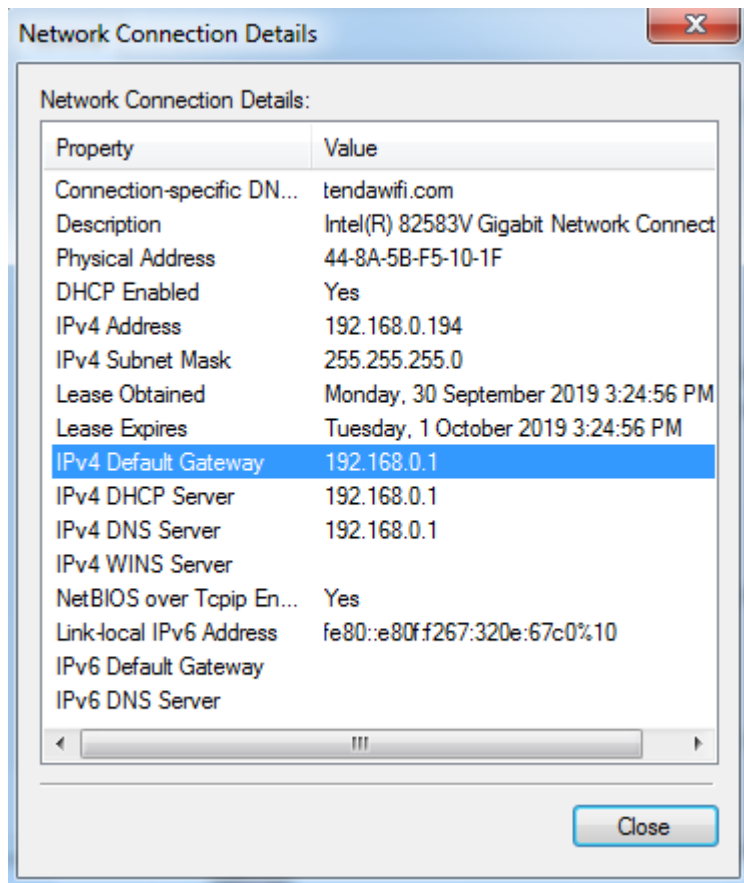 Network Connection Details
Network Connection Details:
Property Value
Connection-specific DN... tendawifi.com
Description Intel(R) 82583V Gigabit Network Connect
Physical Address 44-8A-5B-F5-10-1F
DHCP Enabled Yes
IPv4 Address 192.168.0.194
IPv4 Subnet Mask 255.255.255.0
Lease Obtained Monday, 30 September 2019 3:24:56 PM
Lease Expires Tuesday, 1 October 2019 3:24:56 PM
IPv4 Default Gateway 192.168.0.1
IPv4 DHCP Server 192.168.0.1
IPv4 DNS Server 192.168.0.1
IPv4 WINS Server
NetBIOS over Tcpip En... Yes
Link-local IPv6 Address fe80::e80f:f267:320e:67c0%10
IPv6 Default Gateway
IPv6 DNS Server
Close